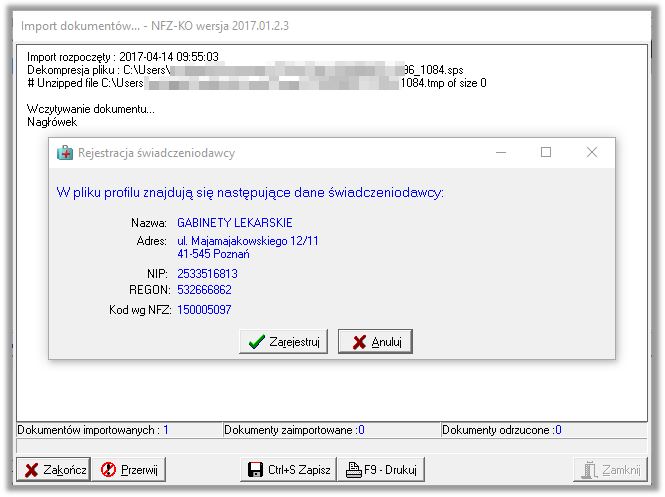 Import dokumentów... - NFZ-KO wersja 2017.01.2.3
Import rozpoczęty : 2017-04-14 09:55:03
Dekompresja pliku : C:\Users\ 96_1084.sps
# Unzipped file C:\Users 1084.tmp of size 0
Wczytywanie dokumentu...
Nagłówek
Rejestracja świadczeniodawcy
W pliku profilu znajdują się następujące dane świadczeniodawcy:
Nazwa: GABINETY LEKARSKIE
Adres: ul. Majamajakowskiego 12/11
41-545 Poznań
NIP: 2533516813
REGON: 532666862
Kod wg NFZ: 150005097
Zarejestruj Anuluj
Dokumentów importowanych : 1 Dokumenty zaimportowane :0 Dokumenty odrzucone :0
Zakończ Przerwij Ctrl+S Zapisz F9 - Drukuj Zamknij